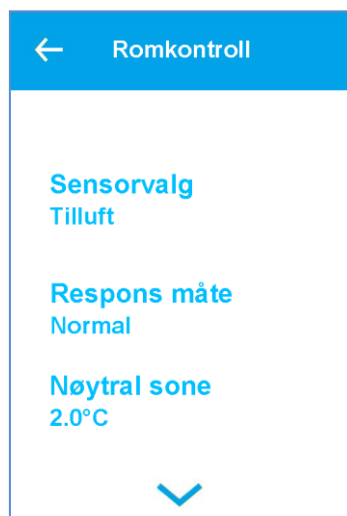 Romkontroll
Sensorvalg
Tilluft
Respons måte
Normal
Nøytral sone
2.0°C